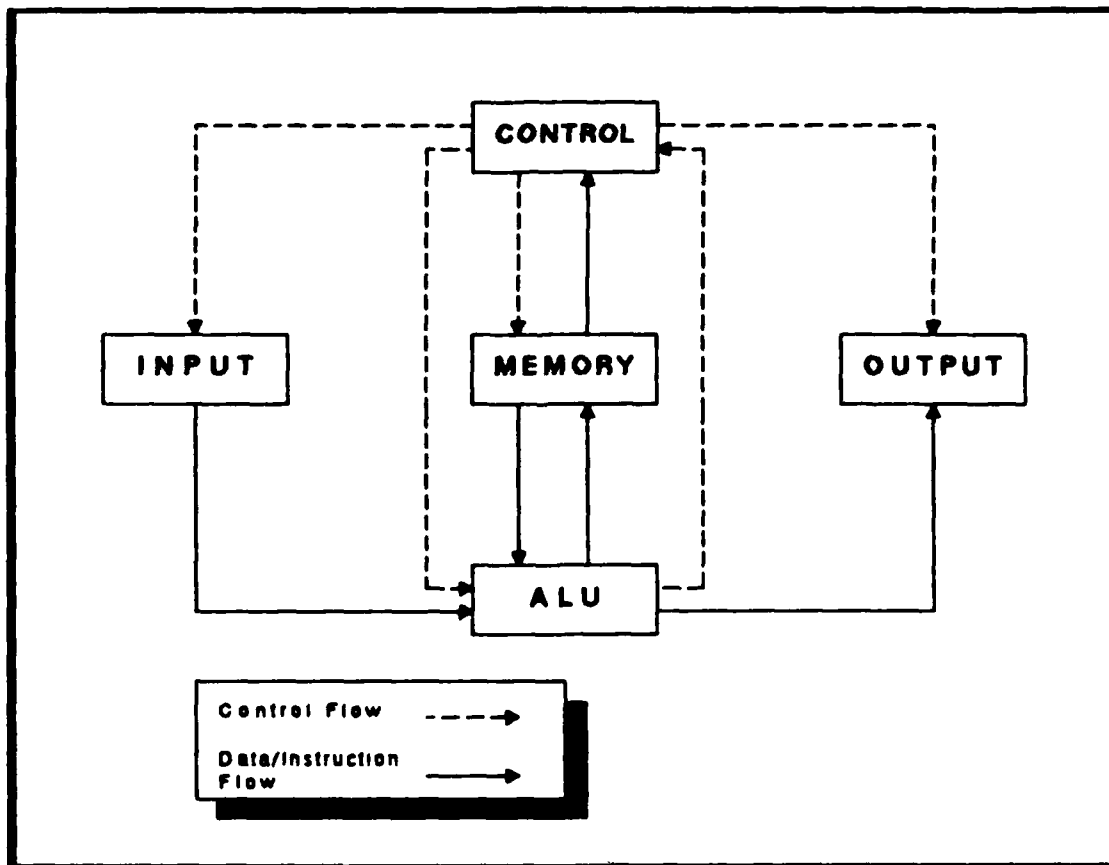 CONTROL
INPUT
MEMORY
OUTPUT
ALU
Control Flow
Data/Instruction
Flow